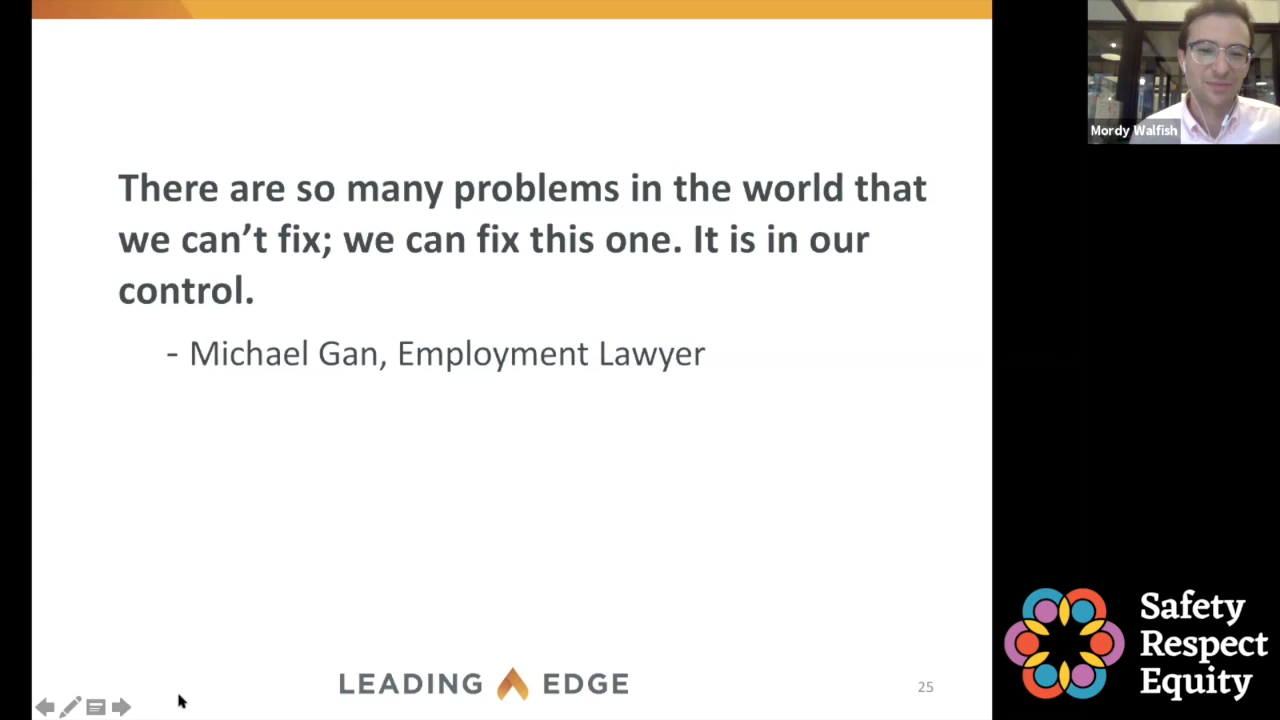 Mordy Walfish
There are so many problems in the world that
we can’t fix; we can fix this one. It is in our
control.
- Michael Gan, Employment Lawyer
LEADING EDGE
25
Safety
Respect
Equity